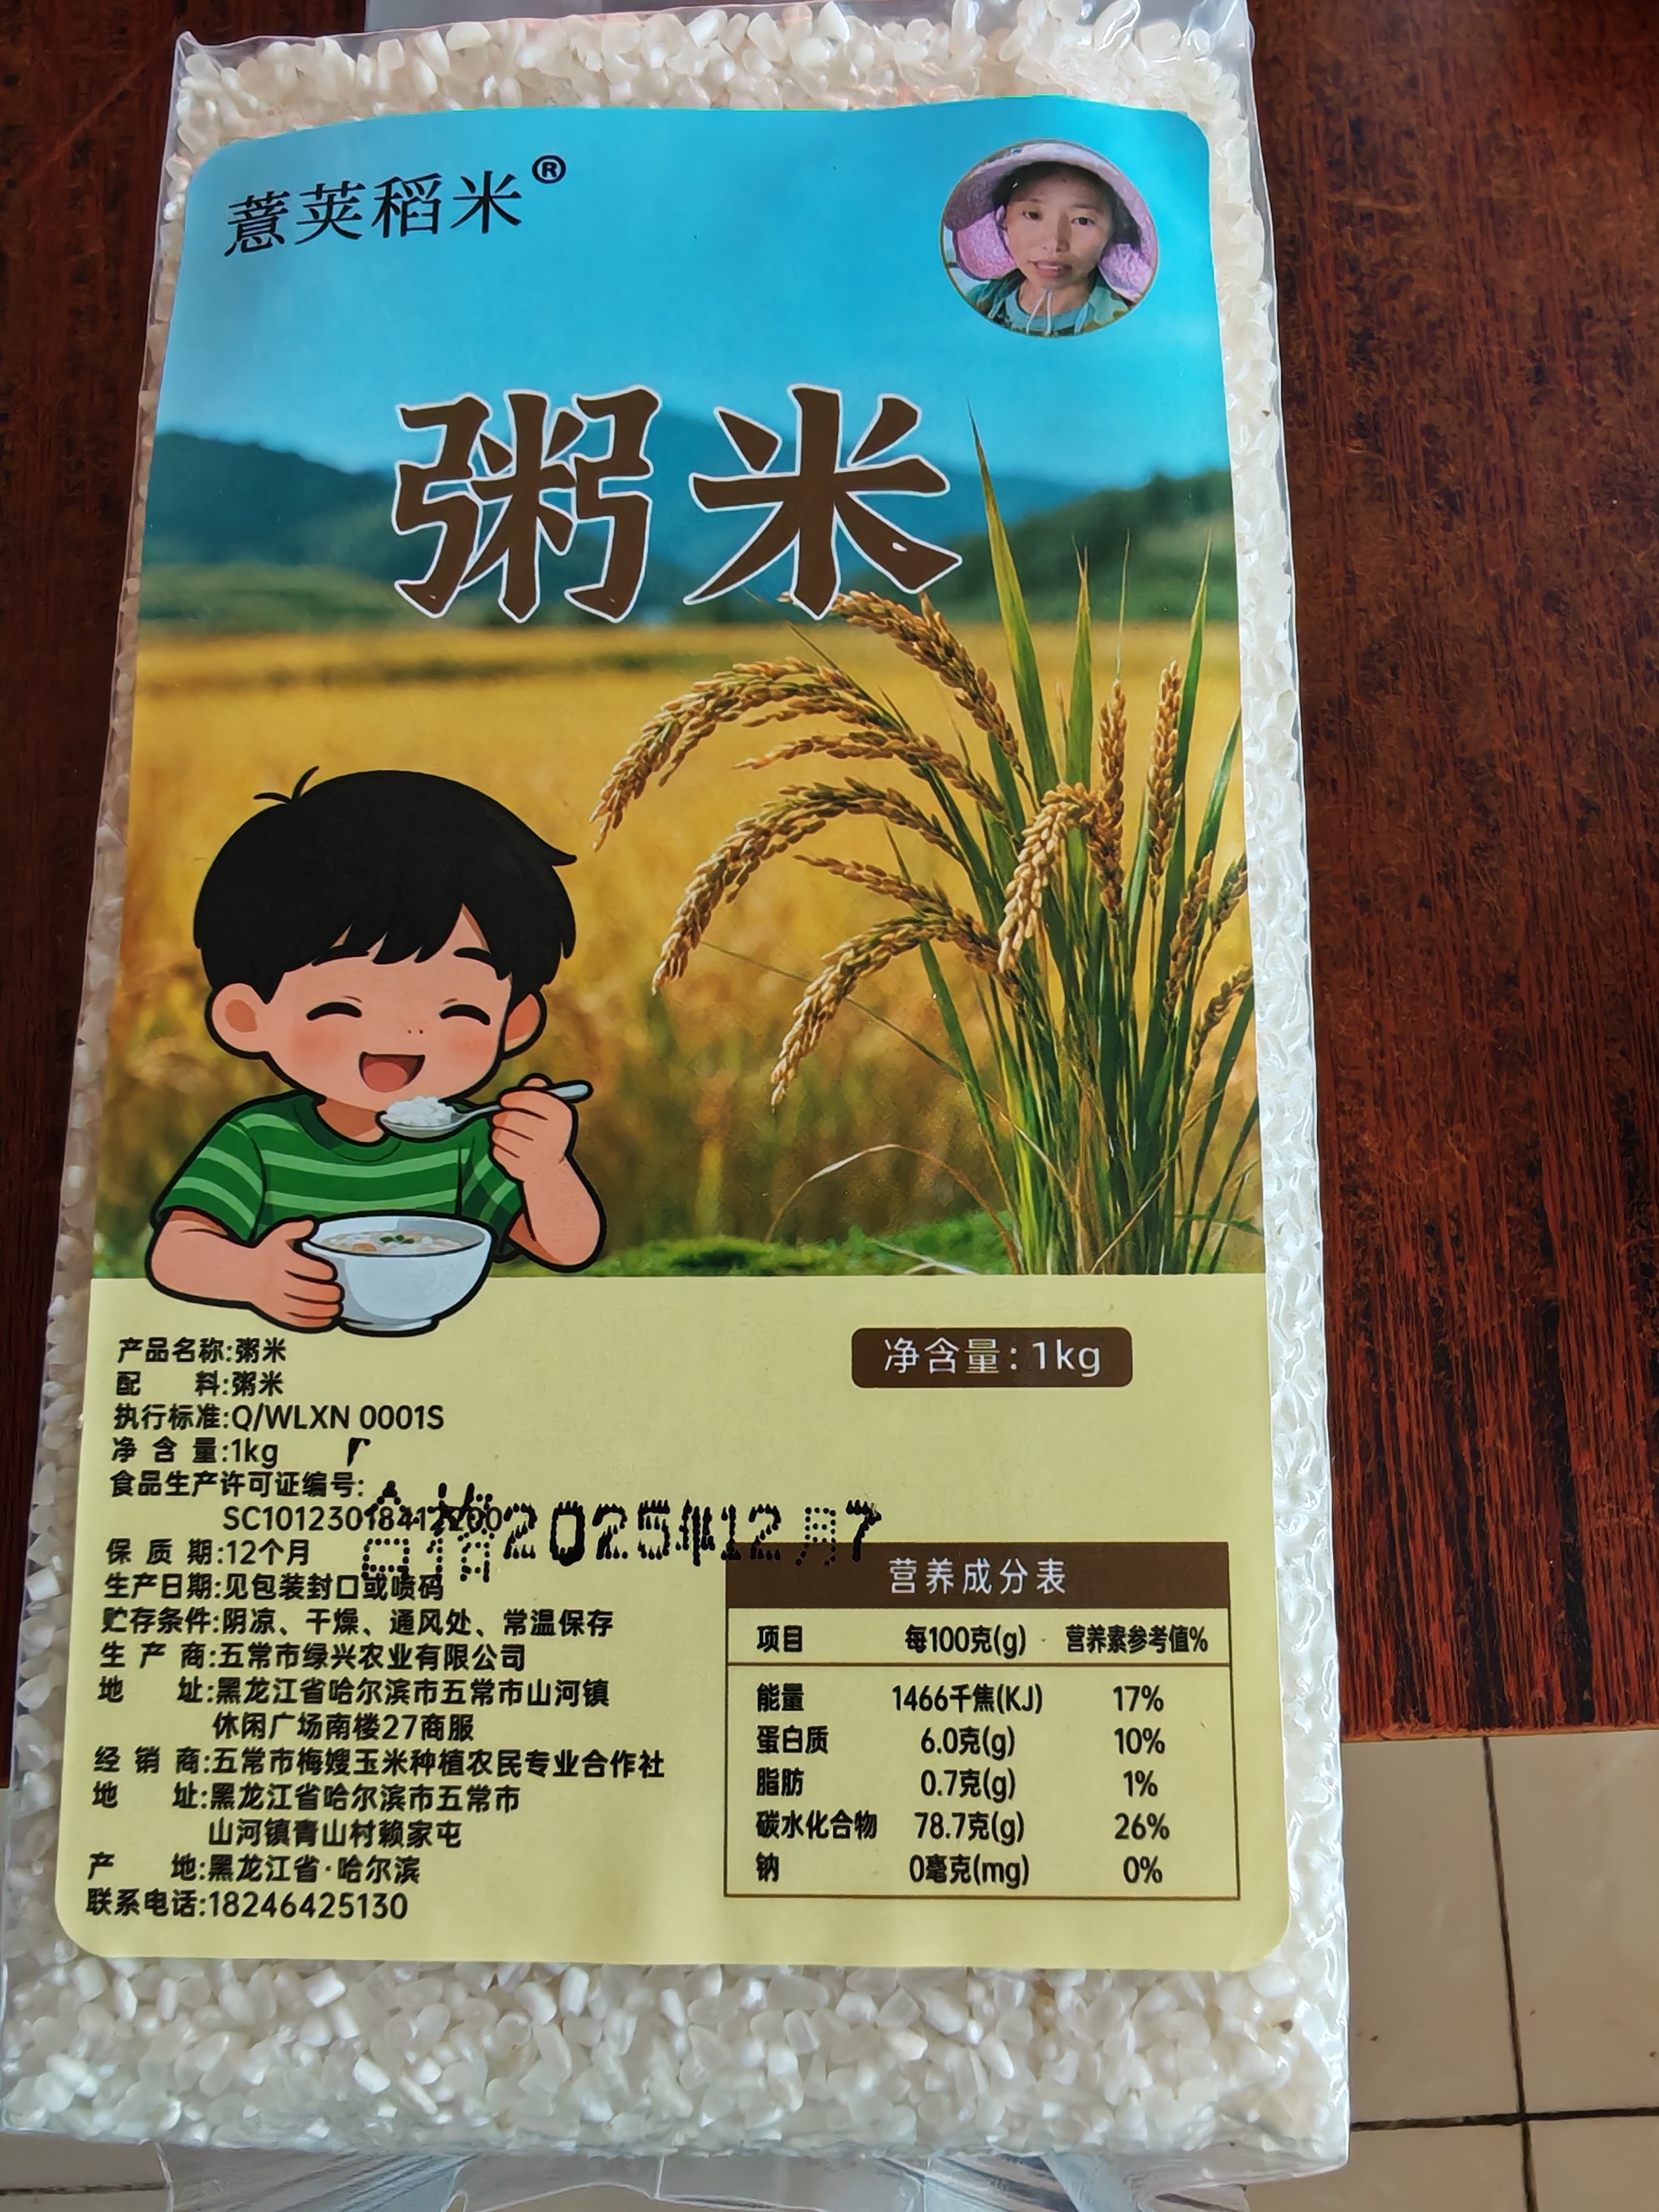 薏荚稻米®
粥米
产品名称:粥米
配 料:粥米
执行标准:Q/WLXN 0001S
净 含 量:1kg
食品生产许可证编号:
保 质 期:12个月
生产日期:见包装封口或喷码
贮存条件:阴凉、干燥、通风处、常温保存
生 产 商:五常市绿兴农业有限公司
地 址:黑龙江省哈尔滨市五常市山河镇
休闲广场南楼27商服
经 销 商:五常市梅嫂玉米种植农民专业合作社
地 址:黑龙江省哈尔滨市五常市
山河镇青山村赖家屯
产 地:黑龙江省·哈尔滨
联系电话:18246425130
净含量:1kg
2025年12月7
营养成分表
项目 每100克(g) 营养素参考值%
能量 1466千焦(KJ) 17%
蛋白质 6.0克(g) 10%
脂肪 0.7克(g) 1%
碳水化合物 78.7克(g) 26%
钠 0毫克(mg) 0%